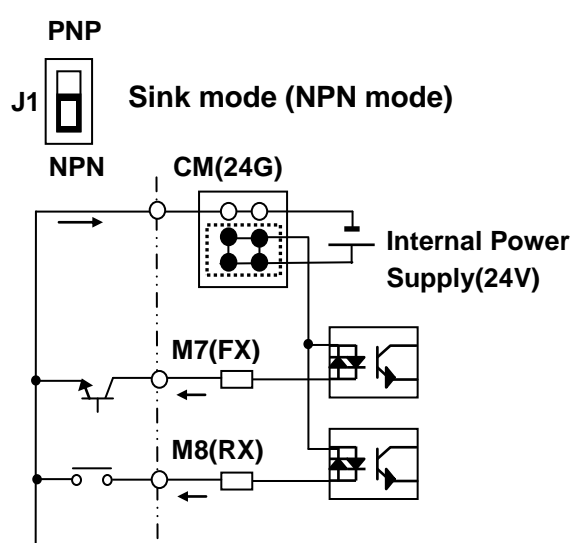 PNP
J1
Sink mode (NPN mode)
NPN
CM(24G)
Internal Power
Supply(24V)
M7(FX)
M8(RX)